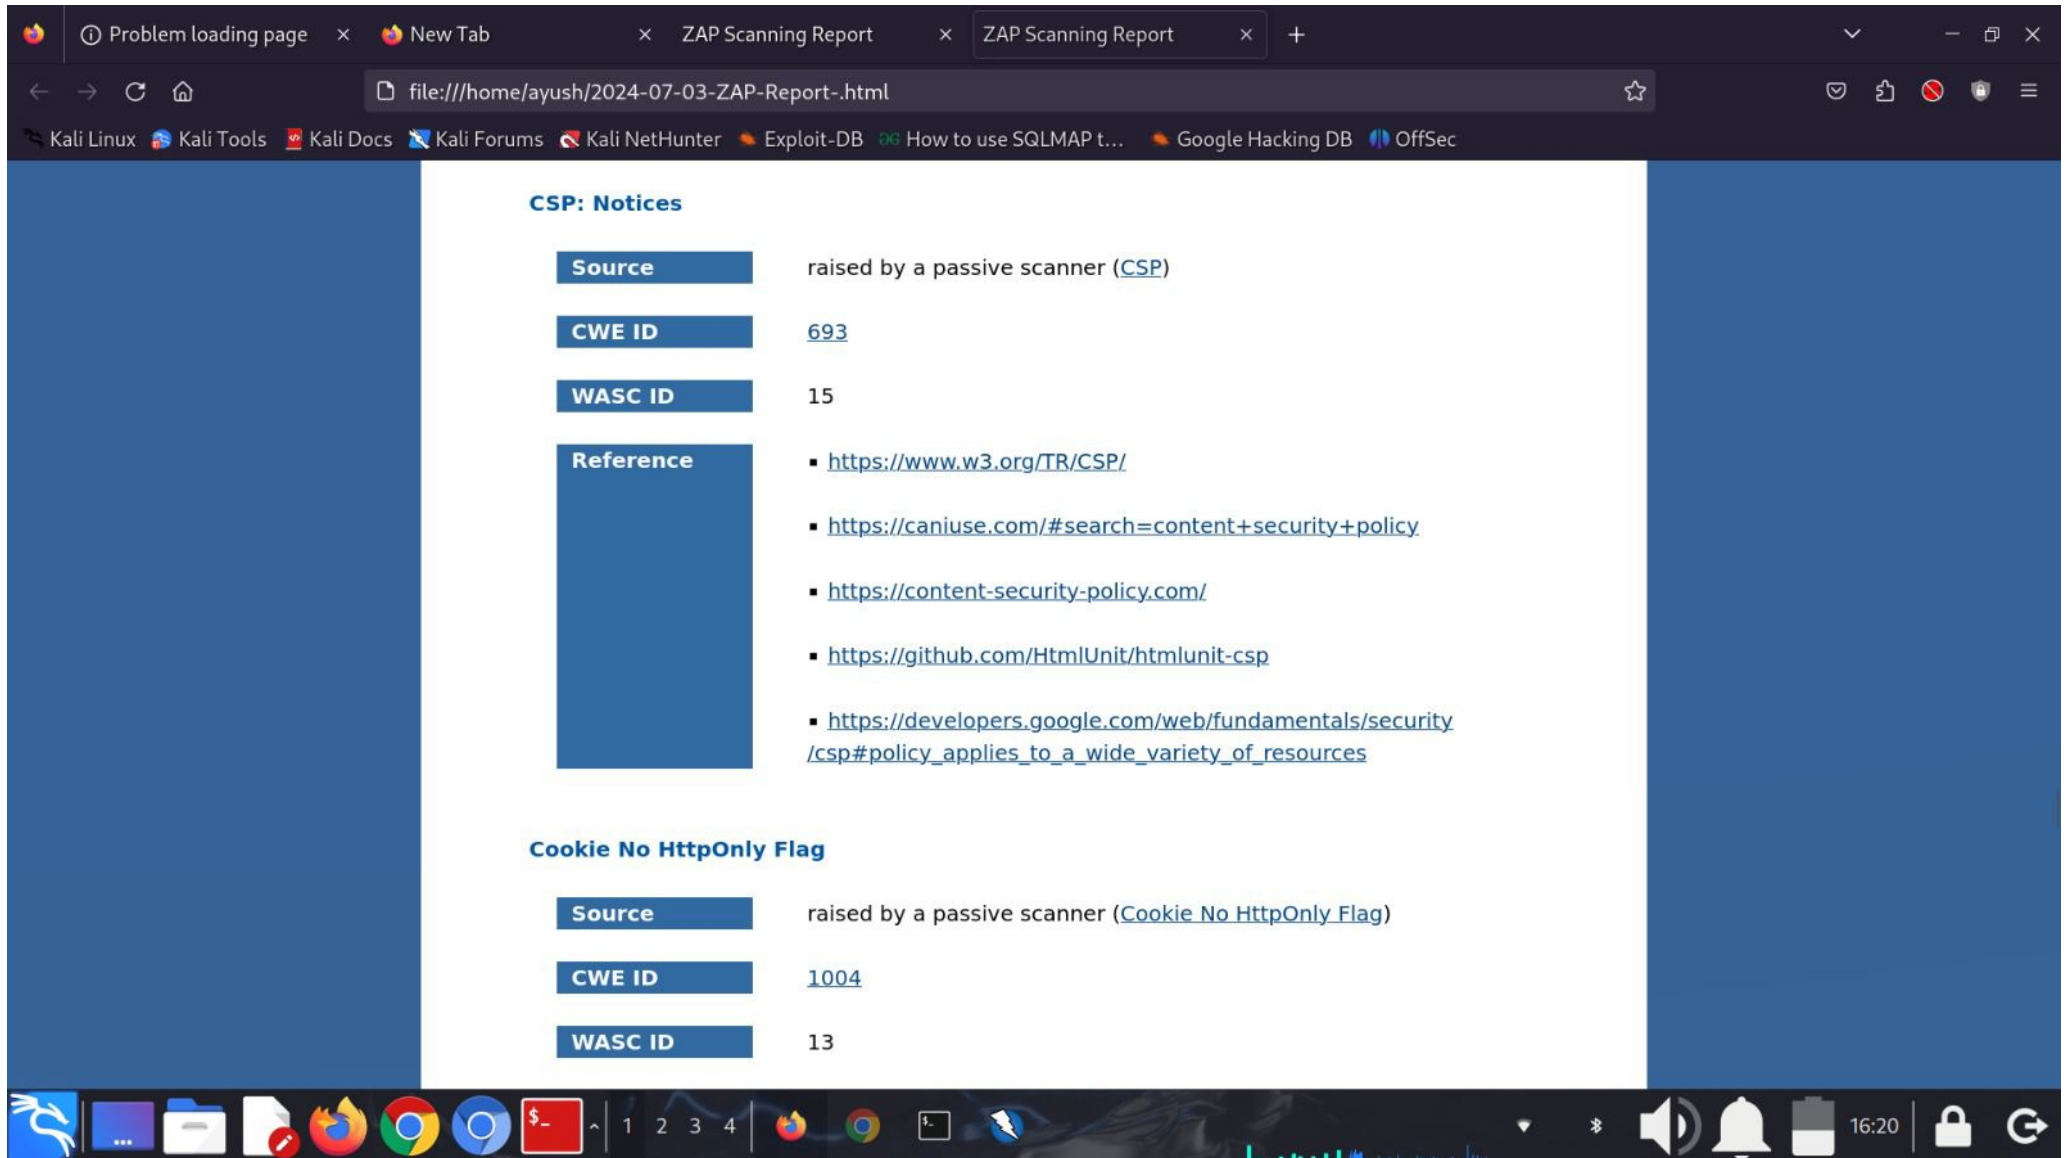 Problem loading page
New Tab
ZAP Scanning Report
ZAP Scanning Report
file:///home/ayush/2024-07-03-ZAP-Report-.html
Kali Linux Kali Tools Kali Docs Kali Forums Kali NetHunter Exploit-DB How to use SQLMAP t... Google Hacking DB OffSec
CSP: Notices
Source raised by a passive scanner (CSP)
CWE ID 693
WASC ID 15
Reference ▪ https://www.w3.org/TR/CSP/
▪ https://caniuse.com/#search=content+security+policy
▪ https://content-security-policy.com/
▪ https://github.com/HtmlUnit/htmlunit-csp
▪ https://developers.google.com/web/fundamentals/security
/csp#policy_applies_to_a_wide_variety_of_resources
Cookie No HttpOnly Flag
Source raised by a passive scanner (Cookie No HttpOnly Flag)
CWE ID 1004
WASC ID 13
1 2 3 4 16:20